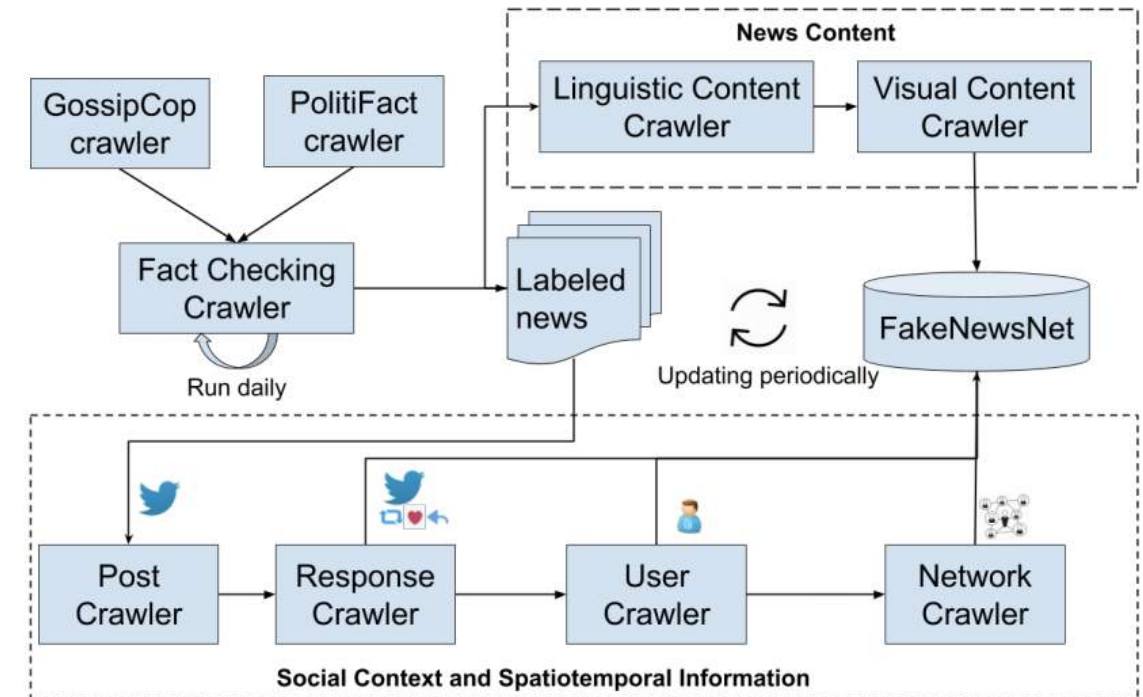 News Content
GossipCop
crawler
PolitiFact
crawler
Linguistic Content
Crawler
Visual Content
Crawler
Fact Checking
Crawler
Labeled
news
FakeNewsNet
Run daily
Updating periodically
Post
Crawler
Response
Crawler
User
Crawler
Network
Crawler
Social Context and Spatiotemporal Information